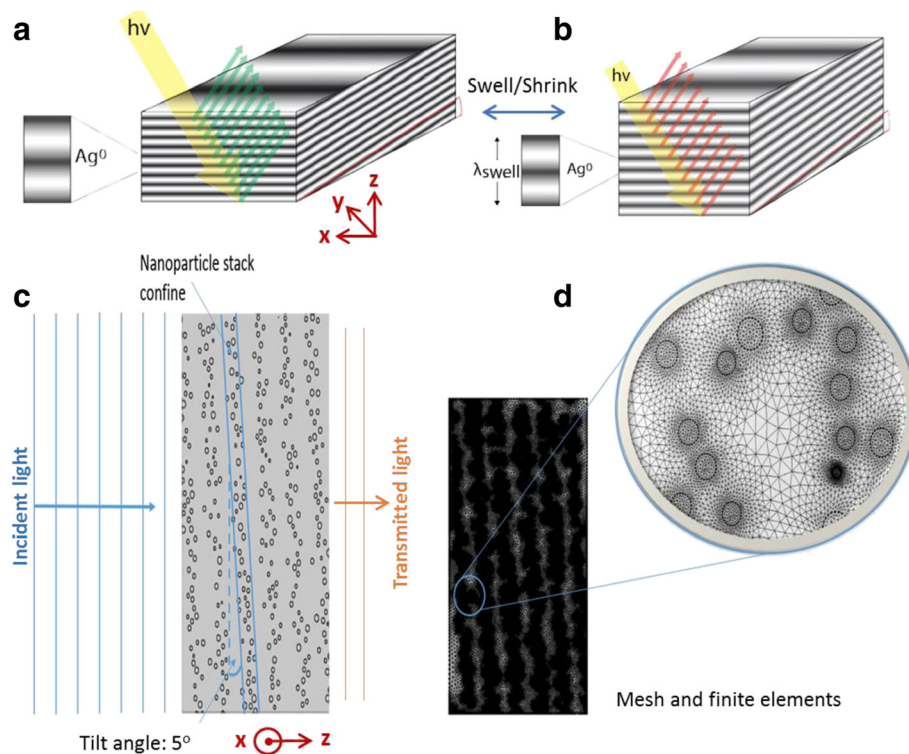 a
hv
Ag⁰
z
y
x
Swell/Shrink
b
hv
λswell
Ag⁰
c
Nanoparticle stack
confine
Incident light
Transmitted light
Tilt angle: 5°
x
z
d
Mesh and finite elements